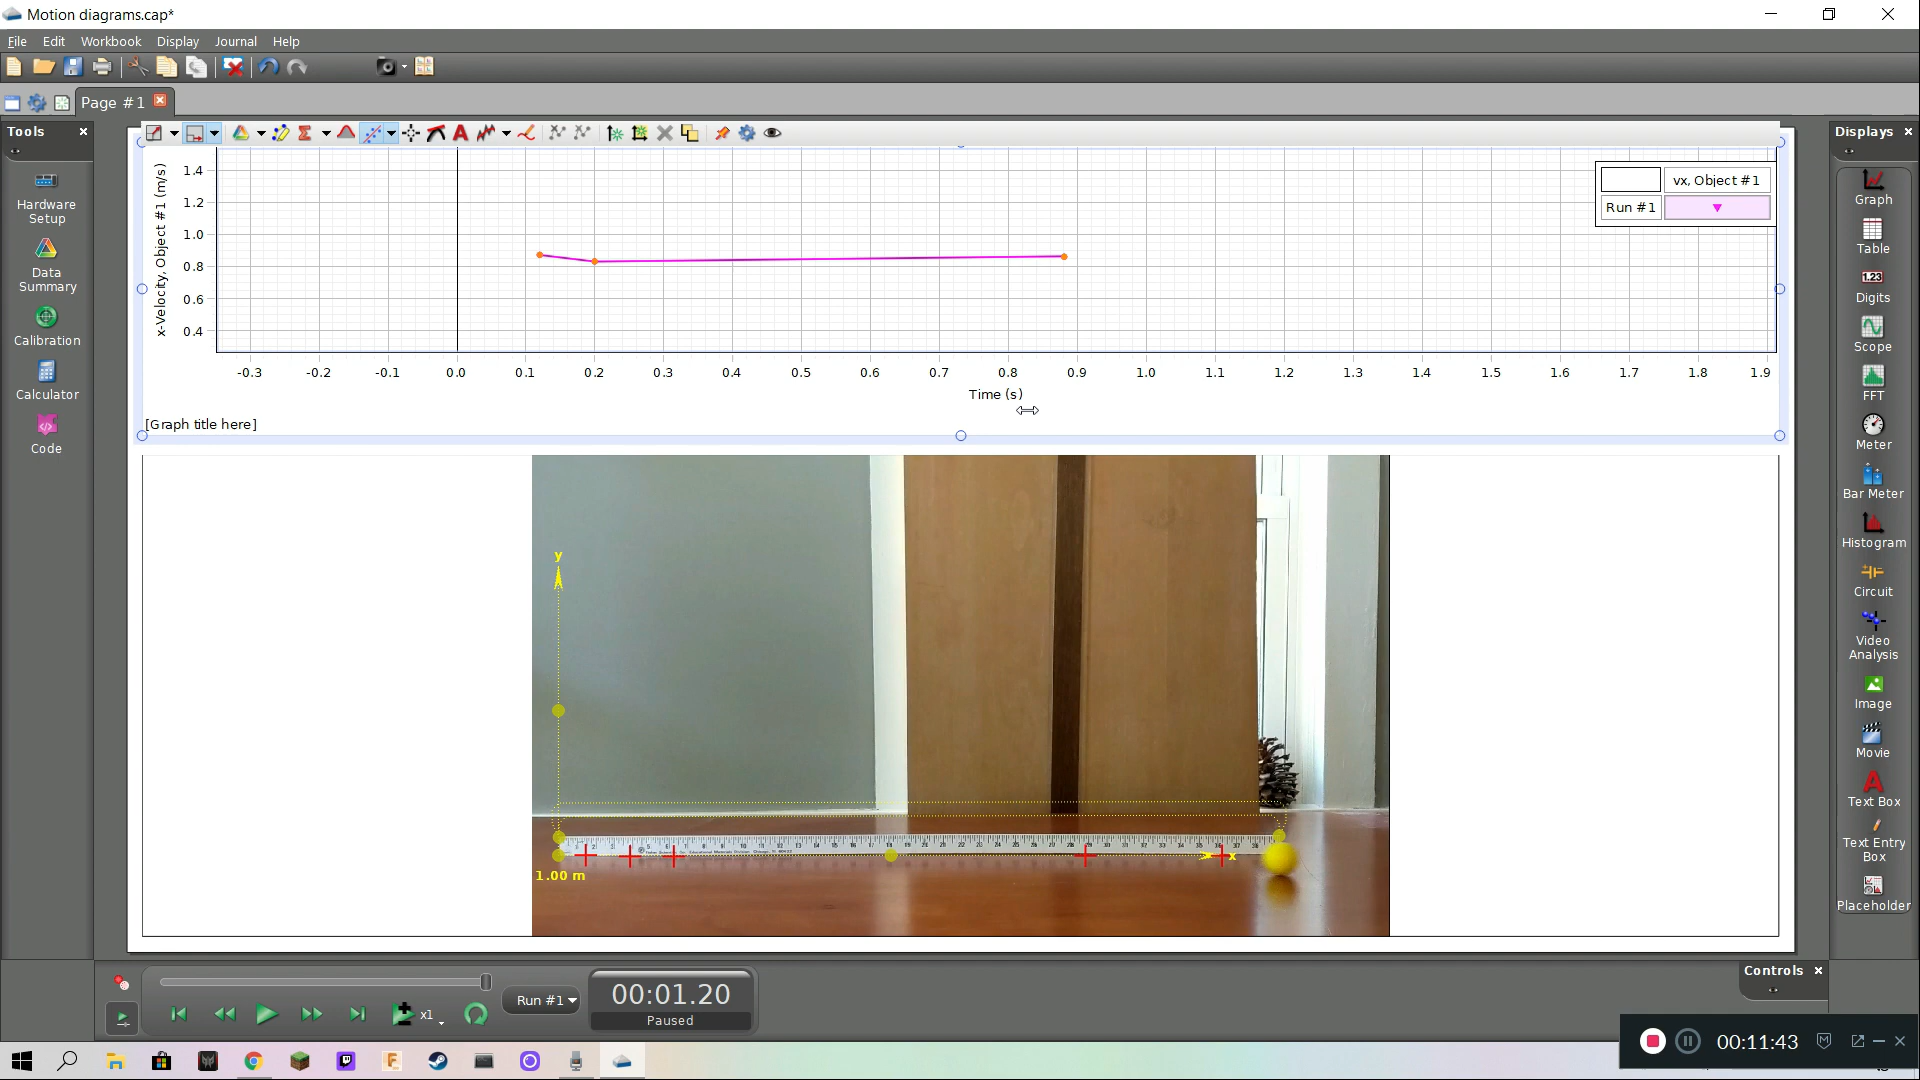 Motion diagrams.cap*
File Edit Workbook Display Journal Help
Page #1
Tools
Hardware
Setup
Data
Summary
Calibration
Calculator
Code
x-Velocity, Object #1 (m/s)
1.4
1.2
1.0
0.8
0.6
0.4
vx, Object #1
Run #1
-0.3 -0.2 -0.1 0.0 0.1 0.2 0.3 0.4 0.5 0.6 0.7 0.8 0.9 1.0 1.1 1.2 1.3 1.4 1.5 1.6 1.7 1.8 1.9
Time (s)
[Graph title here]
y
x
1.00 m
Displays
Graph
Table
1.23
Digits
Scope
FFT
Meter
Bar Meter
Histogram
Circuit
Video
Analysis
Image
Movie
Text Box
Text Entry
Box
Placeholder
x1
Run #1
00:01.20
Paused
Controls
00:11:43